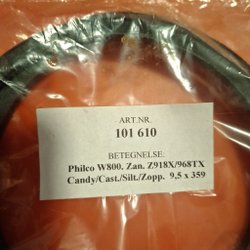 ART.NR.
101 610
BETEGNELSE:
Philco W800. Zan. Z918X/968TX
Candy/Cast./Silt./Zopp. 9,5 x 359